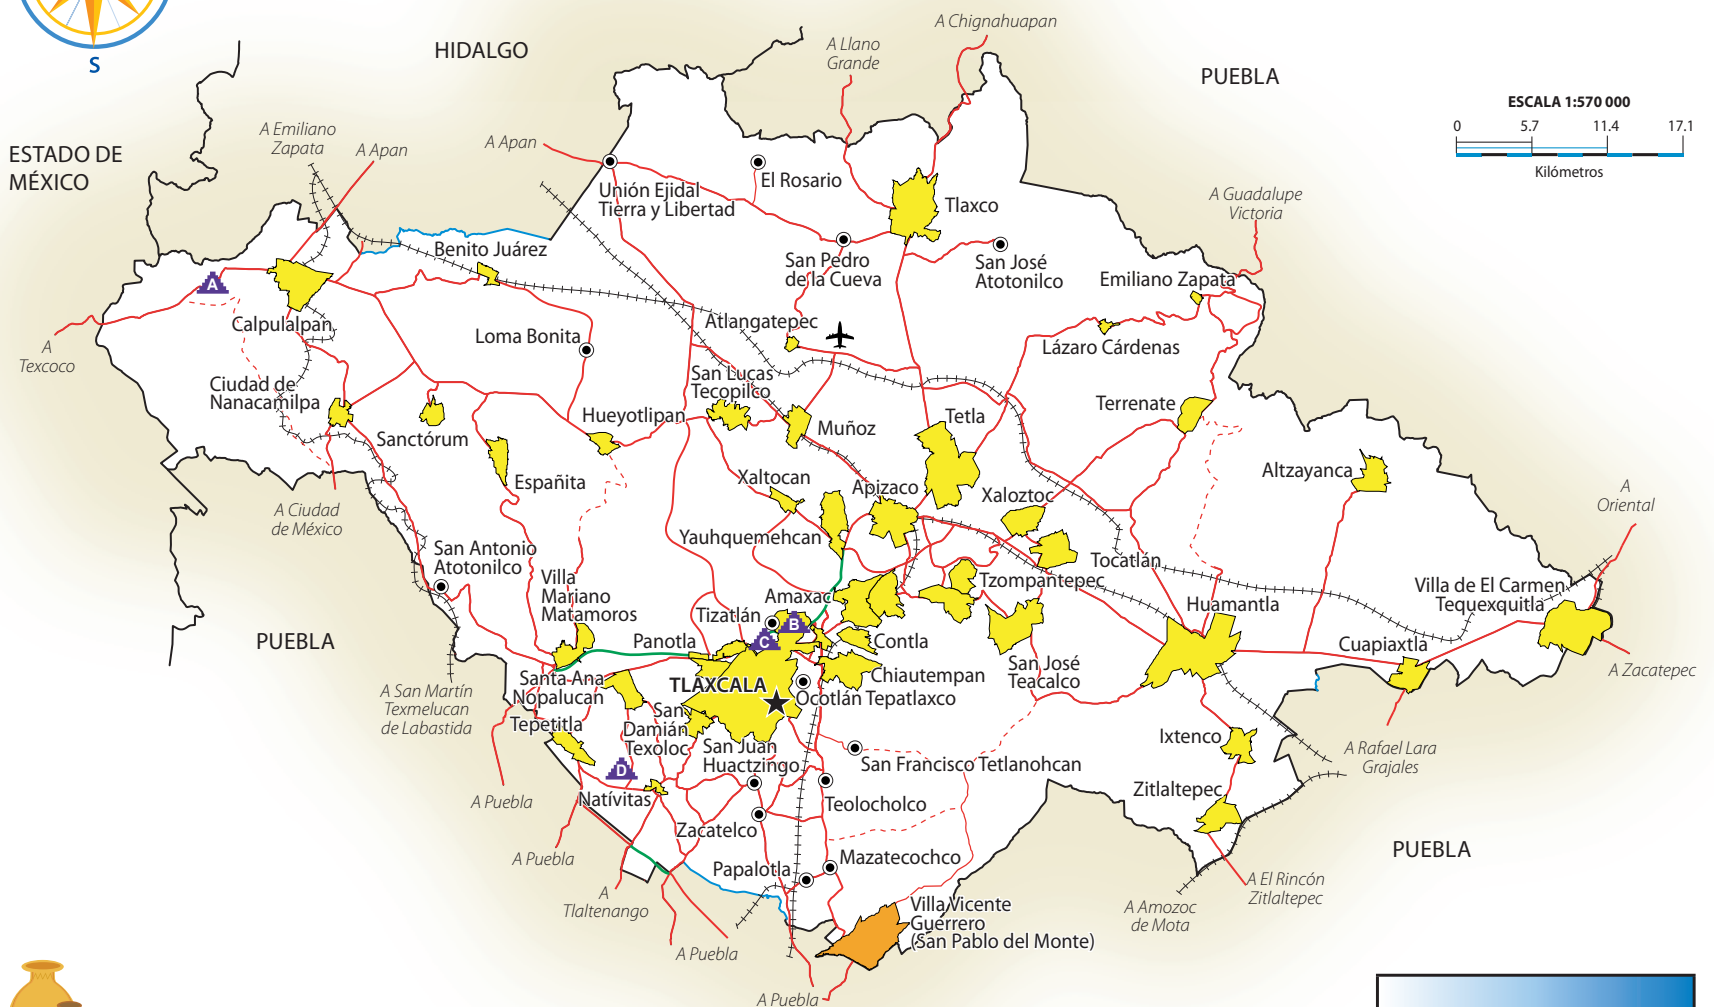 S
HIDALGO
PUEBLA
ESTADO DE
MÉXICO
A Chignahuapan
A Llano
Grande
ESCALA 1:570 000
0 5.7 11.4 17.1
Kilómetros
A Emiliano
Zapata
A Apan
A Apan
A Guadalupe
Victoria
Unión Ejidal
Tierra y Libertad
El Rosario
Tlaxco
San Pedro
de la Cueva
San José
Atotonilco
Emiliano Zapata
Benito Juárez
A
Calpulalpan
A
Texcoco
Loma Bonita
Atlangatepec
Lázaro Cárdenas
Ciudad de
Nanacamilpa
San Lucas
Tecopilco
Sanctórum
Hueyotlipan
Muñoz
Tetla
Terrenate
Españita
Xaltocan
Apizaco
Xaloztoc
Altzayanca
A
Oriental
A Ciudad
de México
Yauhquemehcan
San Antonio
Atotonilco
Tocatlán
Villa
Mariano
Matamoros
Amaxac
Tzompantepec
Villa de El Carmen
Tequexquitla
Tizatlán
B
C
Huamantla
PUEBLA
Panotla
Contla
Cuapiaxtla
San José
Teacalco
Chiautempan
A Zacatepec
Santa Ana
Nopalucan
TLAXCALA
Ocotlán Tepatlaxco
A San Martín
Texmelucan
de Labastida
Tepetitla
San
Damián
Texoloc
San Juan
Huactzingo
Ixtenco
A Rafael Lara
Grajales
San Francisco Tetlanohcan
D
Zitlaltepec
A Puebla
Natívitas
Teolocholco
Zacatelco
PUEBLA
A Puebla
Papalotla
Mazatecochco
A El Rincón
Zitlaltepec
A
Tlaltenango
A Amozoc
de Mota
Villa Vicente
Guerrero
(San Pablo del Monte)
A Puebla
A Puebla